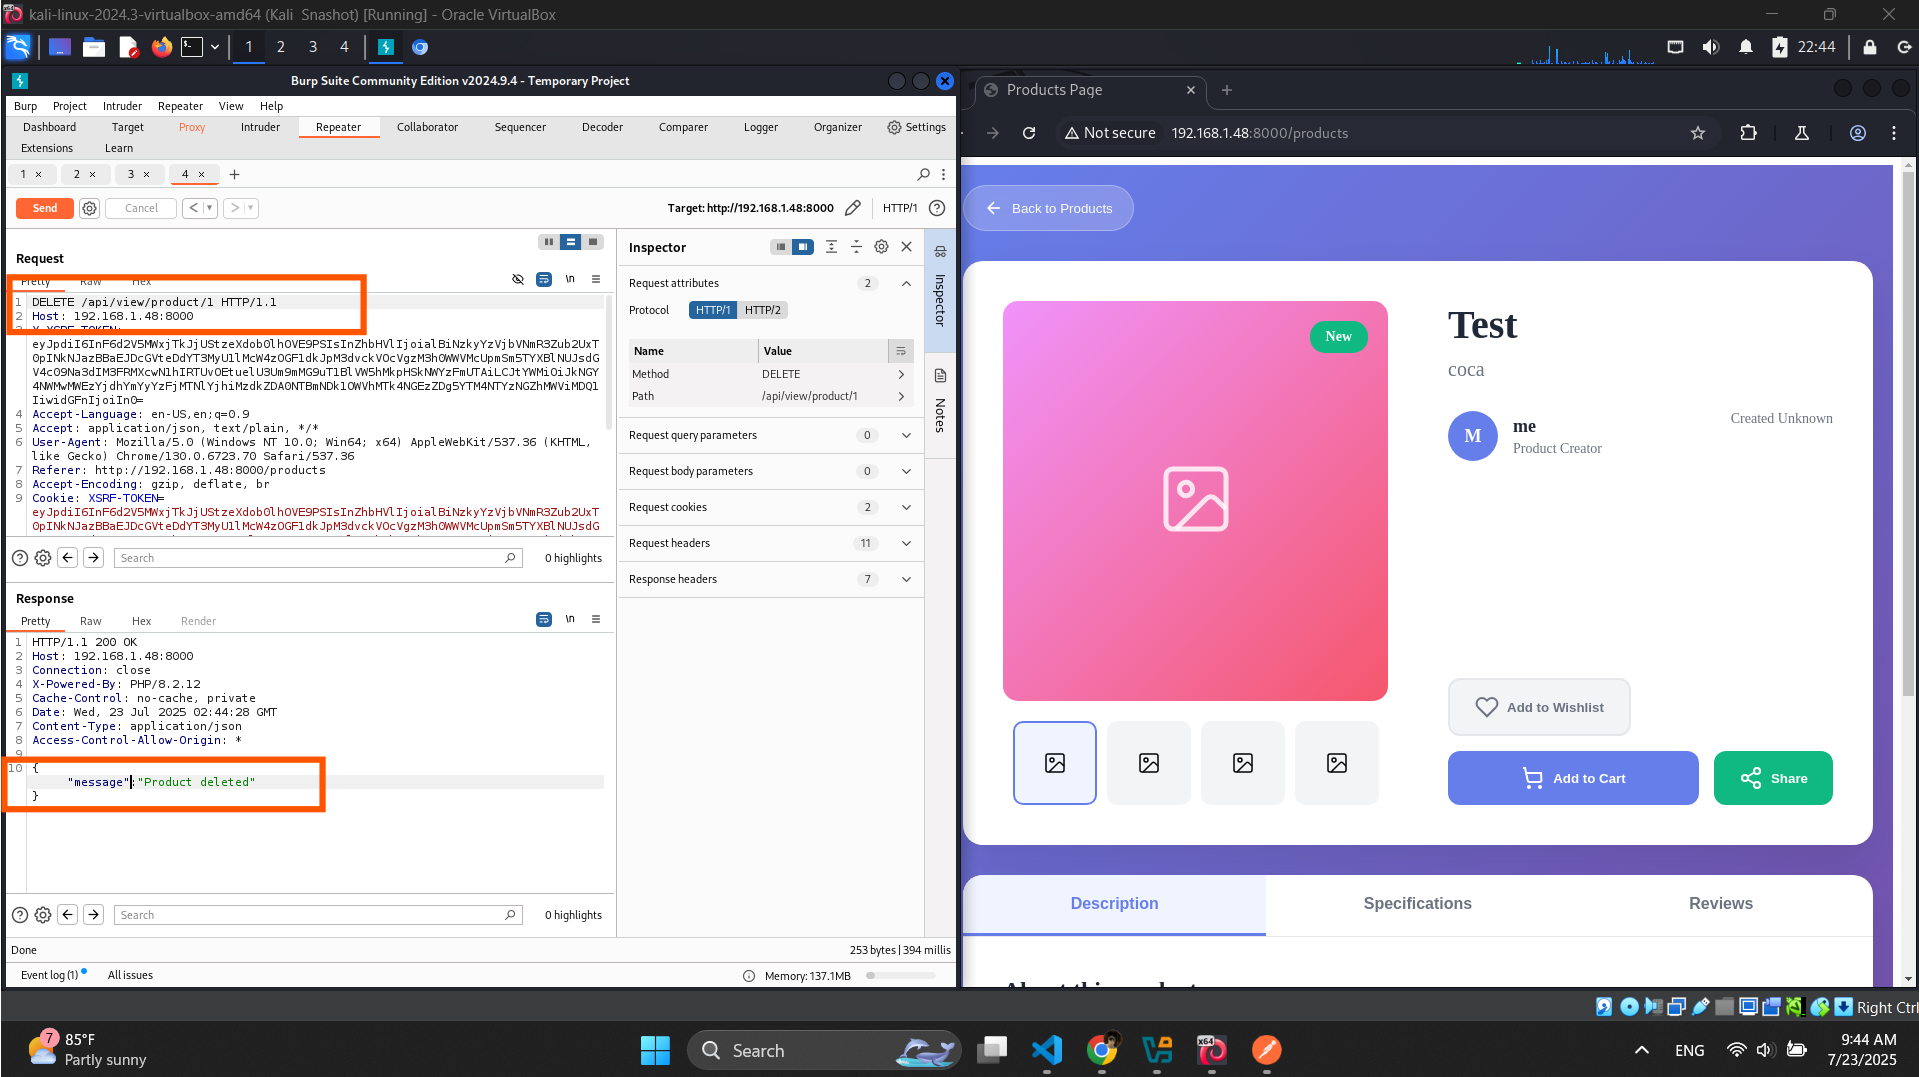 kali-linux-2024.3-virtualbox-amd64 (Kali Snashot) [Running] - Oracle VirtualBox
1 2 3 4
22:44
Burp Suite Community Edition v2024.9.4 - Temporary Project
Burp Project Intruder Repeater View Help
Dashboard Target Proxy Intruder Repeater Collaborator Sequencer Decoder Comparer Logger Organizer Settings
Extensions Learn
1 × 2 × 3 × 4 × +
Send Cancel < >
Target: http://192.168.1.48:8000 HTTP/1
Request
Pretty Raw Hex
1 DELETE /api/view/product/1 HTTP/1.1
2 Host: 192.168.1.48:8000
3 X-XSRF-TOKEN:
4 Accept-Language: en-US,en;q=0.9
5 Accept: application/json, text/plain, */*
6 User-Agent: Mozilla/5.0 (Windows NT 10.0; Win64; x64) AppleWebKit/537.36 (KHTML,
like Gecko) Chrome/130.0.6723.70 Safari/537.36
7 Referer: http://192.168.1.48:8000/products
8 Accept-Encoding: gzip, deflate, br
9 Cookie: XSRF-TOKEN=
Search 0 highlights
Response
Pretty Raw Hex Render
1 HTTP/1.1 200 OK
2 Host: 192.168.1.48:8000
3 Connection: close
4 X-Powered-By: PHP/8.2.12
5 Cache-Control: no-cache, private
6 Date: Wed, 23 Jul 2025 02:44:28 GMT
7 Content-Type: application/json
8 Access-Control-Allow-Origin: *
9
10 {
"message":"Product deleted"
}
Search 0 highlights
Done 253 bytes | 394 millis
Event log (1) All issues Memory: 137.1MB
Inspector
Request attributes 2
Protocol HTTP/1 HTTP/2
Name Value
Method DELETE
Path /api/view/product/1
Request query parameters 0
Request body parameters 0
Request cookies 2
Request headers 11
Response headers 7
Inspector
Notes
Products Page
Not secure 192.168.1.48:8000/products
Back to Products
New
Test
coca
M
me
Product Creator
Created Unknown
Add to Wishlist
Add to Cart
Share
Description Specifications Reviews
Right Ctrl
7
85°F
Partly sunny
Search
x64
ENG
9:44 AM
7/23/2025